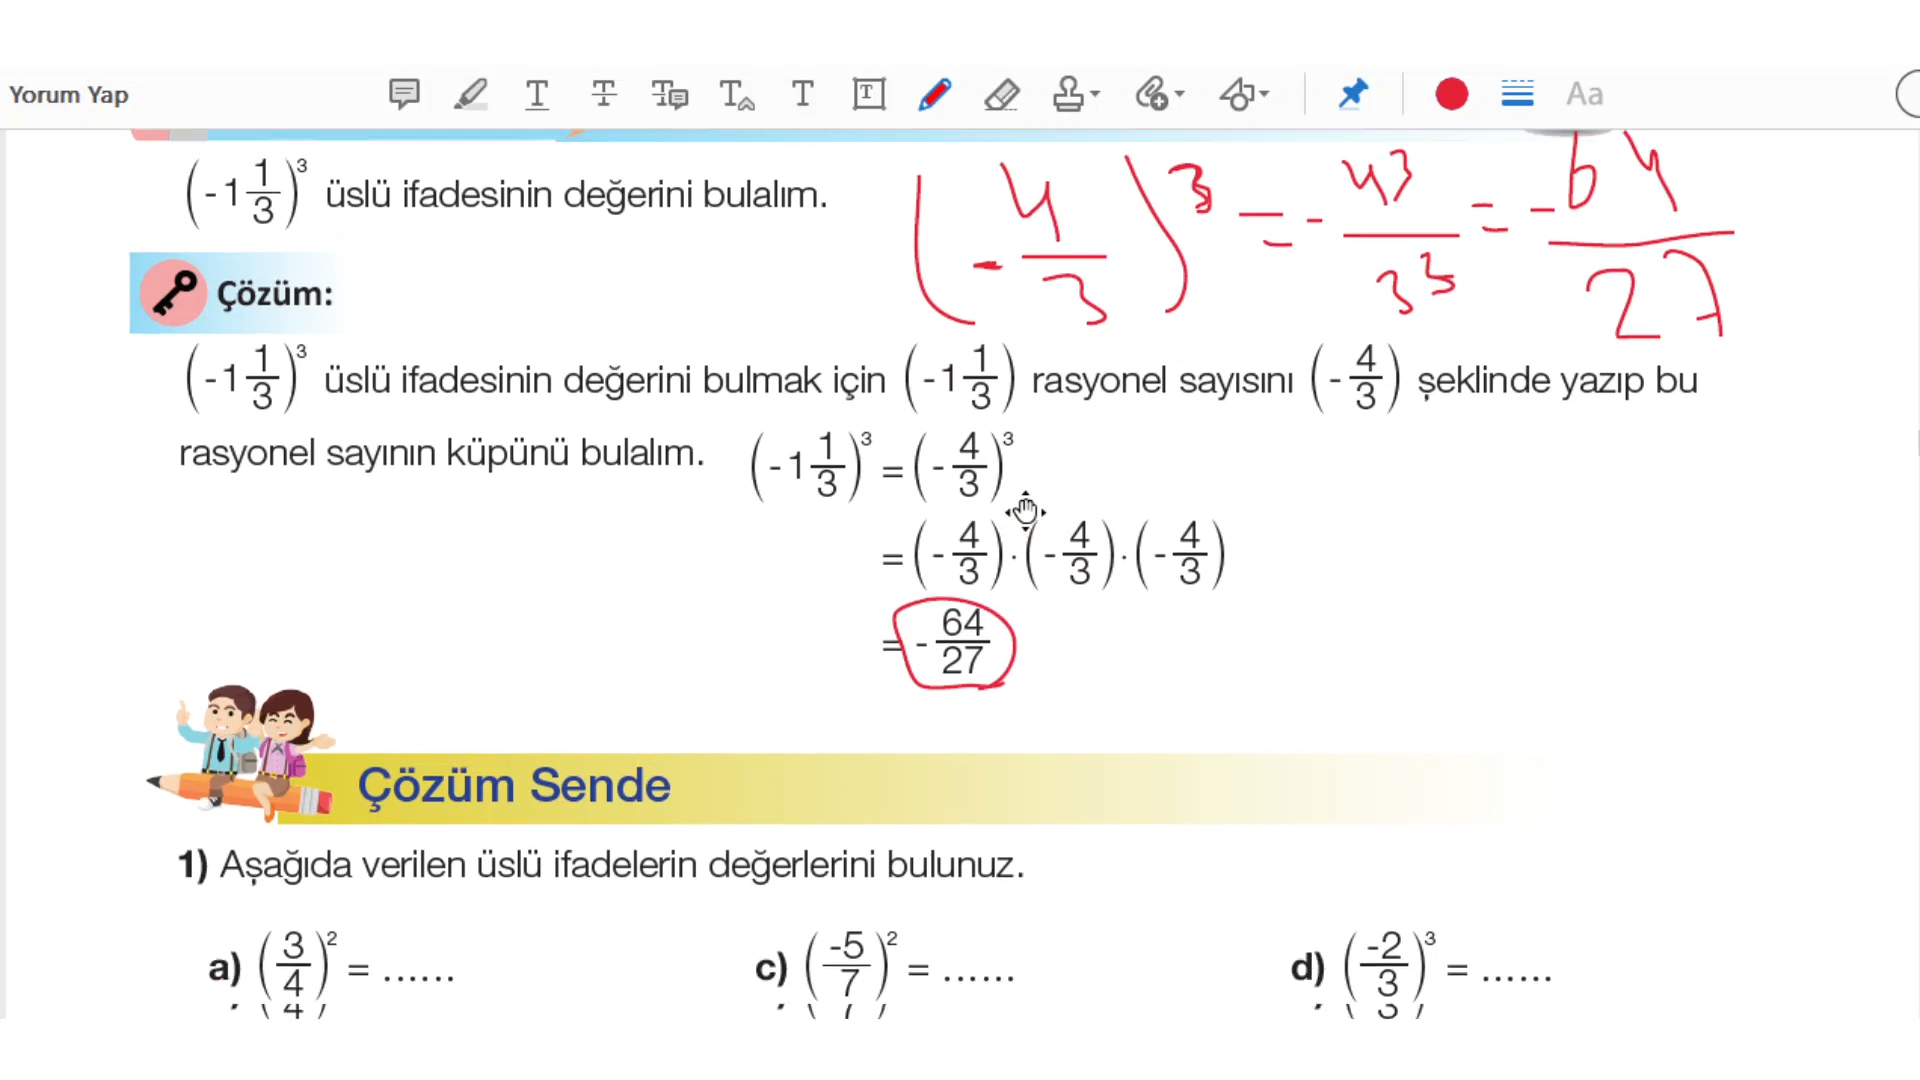 Yorum Yap
T T T T T T Aa
(-1 1/3)³ üslü ifadesinin değerini bulalım.
(-4/3)³ = -4³/3³ = -64/27
Çözüm:
(-1 1/3)³ üslü ifadesinin değerini bulmak için (-1 1/3) rasyonel sayısını (-4/3) şeklinde yazıp bu
rasyonel sayının küpünü bulalım. (-1 1/3)³ = (-4/3)³
= (-4/3)·(-4/3)·(-4/3)
= -64/27
Çözüm Sende
1) Aşağıda verilen üslü ifadelerin değerlerini bulunuz.
a) (3/4)² = ...... c) (-5/7)² = ...... d) (-2/3)³ = ......